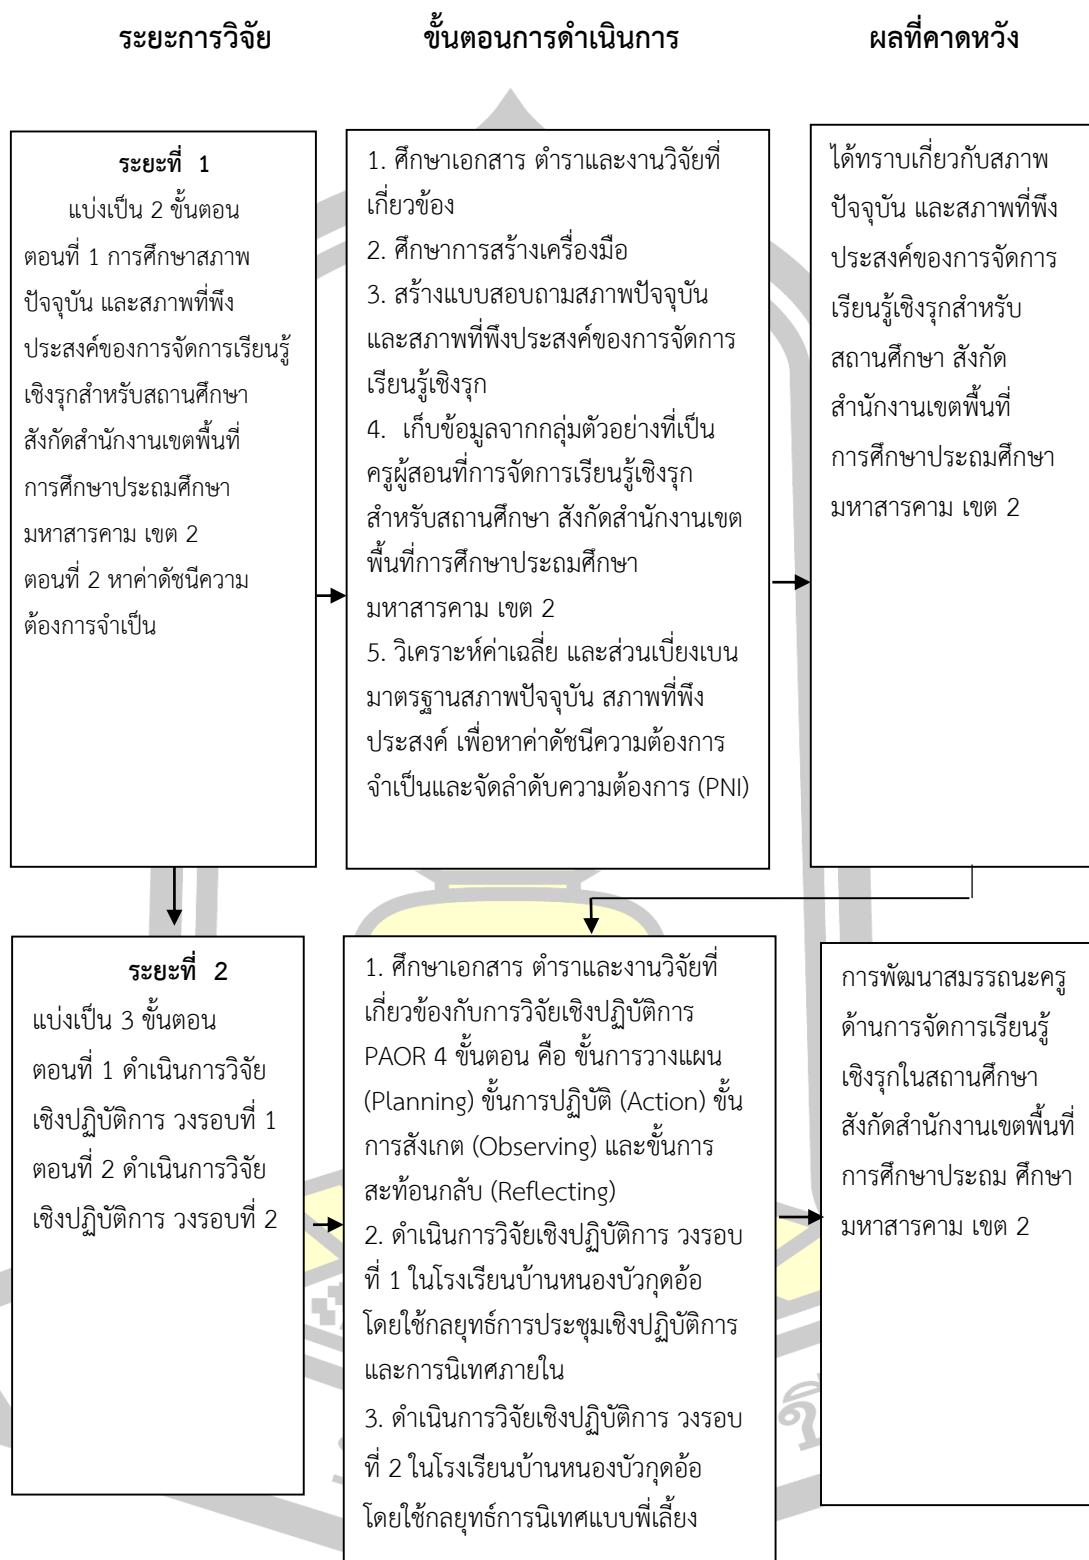 ระยะการวิจัย
ขั้นตอนการดำเนินการ
ผลที่คาดหวัง
ระยะที่ 1
แบ่งเป็น 2 ขั้นตอน
ตอนที่ 1 การศึกษาสภาพ
ปัจจุบัน และสภาพที่พึง
ประสงค์ของการจัดการเรียนรู้
เชิงรุกสำหรับสถานศึกษา
สังกัดสำนักงานเขตพื้นที่
การศึกษาประถมศึกษา
มหาสารคาม เขต 2
ตอนที่ 2 หาค่าดัชนีความ
ต้องการจำเป็น
1. ศึกษาเอกสาร ตำราและงานวิจัยที่
เกี่ยวข้อง
2. ศึกษาการสร้างเครื่องมือ
3. สร้างแบบสอบถามสภาพปัจจุบัน
และสภาพที่พึงประสงค์ของการจัดการ
เรียนรู้เชิงรุก
4. เก็บข้อมูลจากกลุ่มตัวอย่างที่เป็น
ครูผู้สอนที่การจัดการเรียนรู้เชิงรุก
สำหรับสถานศึกษา สังกัดสำนักงานเขต
พื้นที่การศึกษาประถมศึกษา
มหาสารคาม เขต 2
5. วิเคราะห์ค่าเฉลี่ย และส่วนเบี่ยงเบน
มาตรฐานสภาพปัจจุบัน สภาพที่พึง
ประสงค์ เพื่อหาค่าดัชนีความต้องการ
จำเป็นและจัดลำดับความต้องการ (PNI)
ได้ทราบเกี่ยวกับสภาพ
ปัจจุบัน และสภาพที่พึง
ประสงค์ของการจัดการ
เรียนรู้เชิงรุกสำหรับ
สถานศึกษา สังกัด
สำนักงานเขตพื้นที่
การศึกษาประถมศึกษา
มหาสารคาม เขต 2
ระยะที่ 2
แบ่งเป็น 3 ขั้นตอน
ตอนที่ 1 ดำเนินการวิจัย
เชิงปฏิบัติการ วงรอบที่ 1
ตอนที่ 2 ดำเนินการวิจัย
เชิงปฏิบัติการ วงรอบที่ 2
1. ศึกษาเอกสาร ตำราและงานวิจัยที่
เกี่ยวข้องกับการวิจัยเชิงปฏิบัติการ
PAOR 4 ขั้นตอน คือ ขั้นการวางแผน
(Planning) ขั้นการปฏิบัติ (Action) ขั้น
การสังเกต (Observing) และขั้นการ
สะท้อนกลับ (Reflecting)
2. ดำเนินการวิจัยเชิงปฏิบัติการ วงรอบ
ที่ 1 ในโรงเรียนบ้านหนองบัวกุดอ้อ
โดยใช้กลยุทธ์การประชุมเชิงปฏิบัติการ
และการนิเทศภายใน
3. ดำเนินการวิจัยเชิงปฏิบัติการ วงรอบ
ที่ 2 ในโรงเรียนบ้านหนองบัวกุดอ้อ
โดยใช้กลยุทธ์การนิเทศแบบพี่เลี้ยง
การพัฒนาสมรรถนะครู
ด้านการจัดการเรียนรู้
เชิงรุกในสถานศึกษา
สังกัดสำนักงานเขตพื้นที่
การศึกษาประถม ศึกษา
มหาสารคาม เขต 2